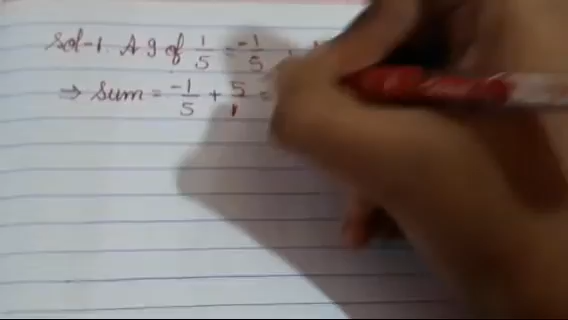 Sol-1. A I of 1/5 = -1/5
⇒ Sum = -1/5 + 5/1 =